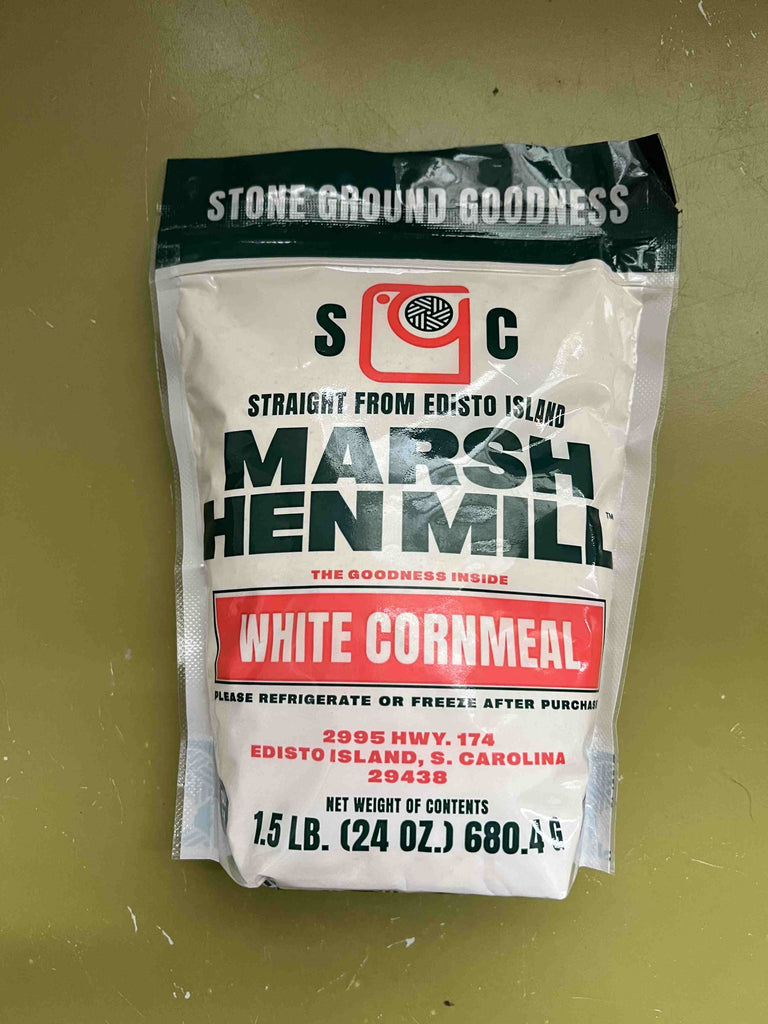 STONE GROUND GOODNESS
S C
STRAIGHT FROM EDISTO ISLAND
MARSH
HEN MILL™
THE GOODNESS INSIDE
WHITE CORNMEAL
PLEASE REFRIGERATE OR FREEZE AFTER PURCHASE
2995 HWY. 174
EDISTO ISLAND, S. CAROLINA
29438
NET WEIGHT OF CONTENTS
1.5 LB. (24 OZ.) 680.4 G